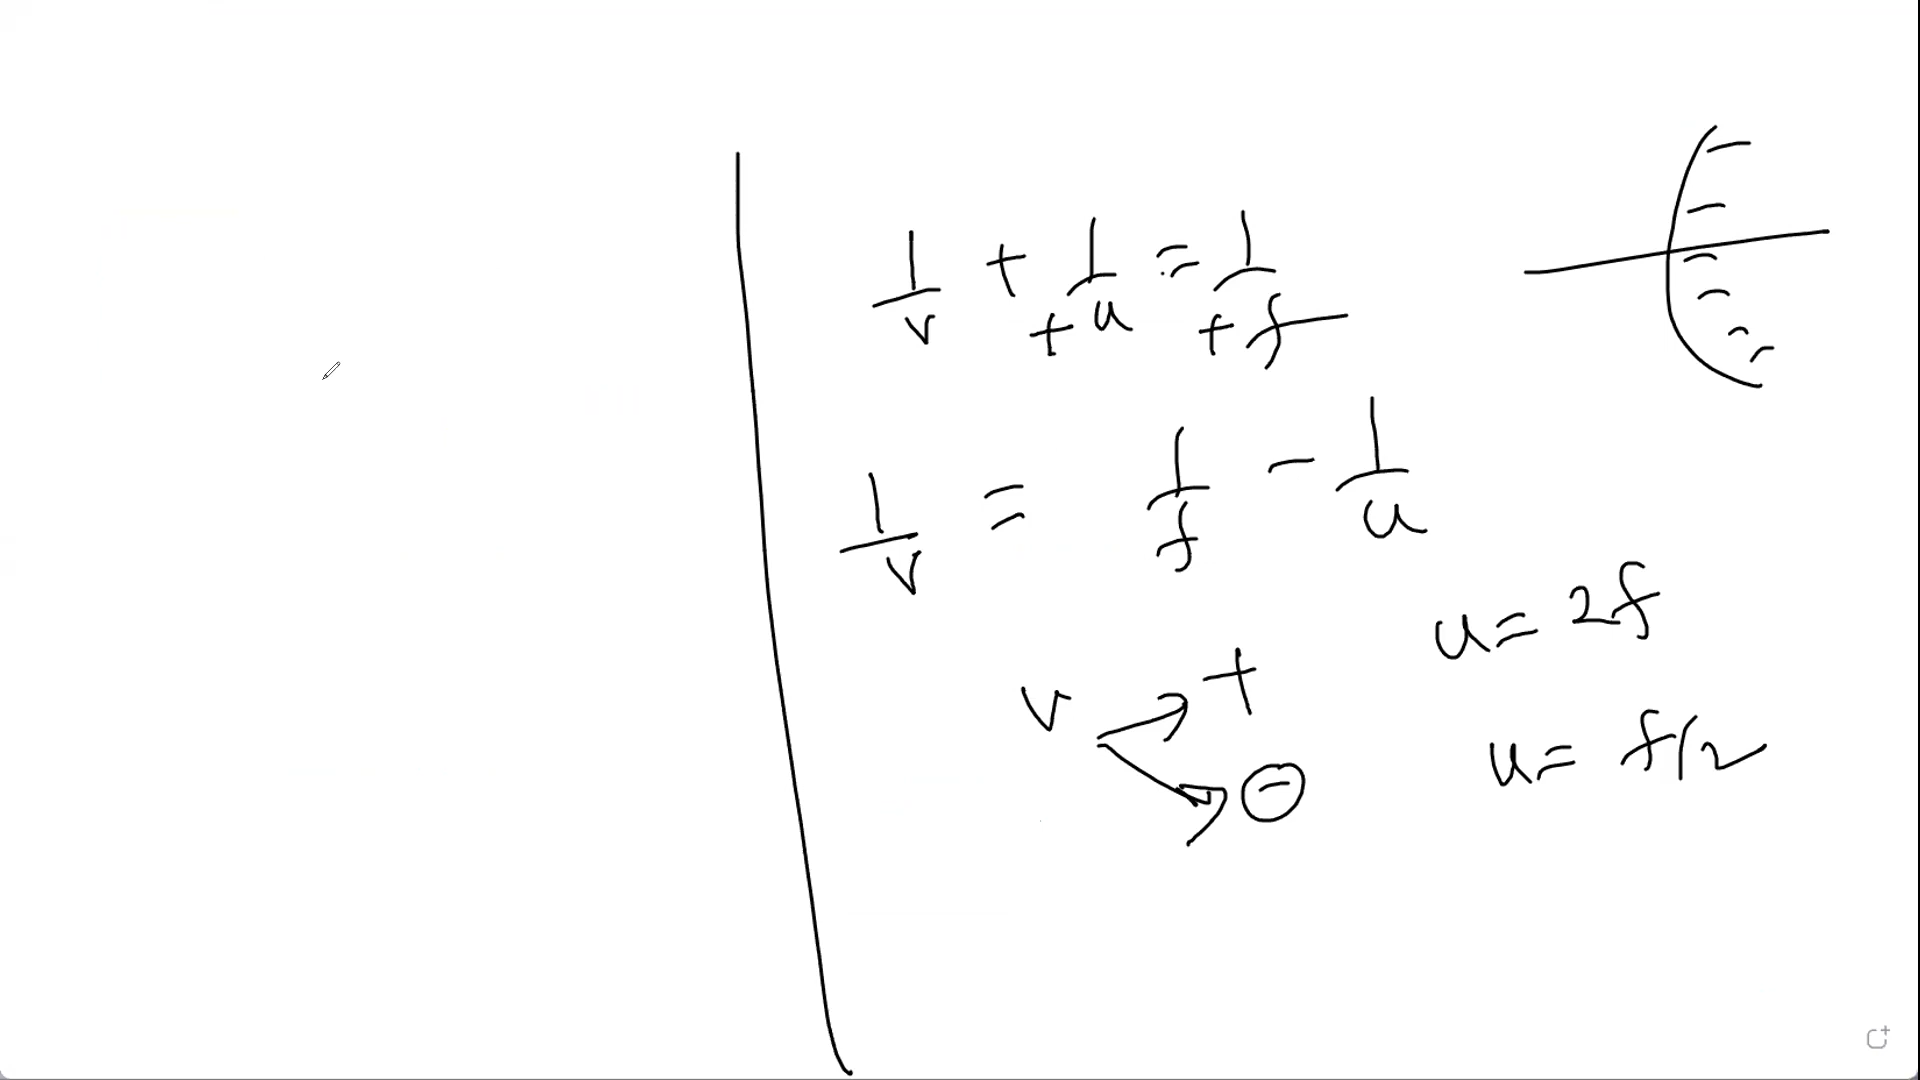 1/v + 1/+u = 1/+f
1/v = 1/f - 1/u
u = 2f
v → +
u = f/2
→ ⊖